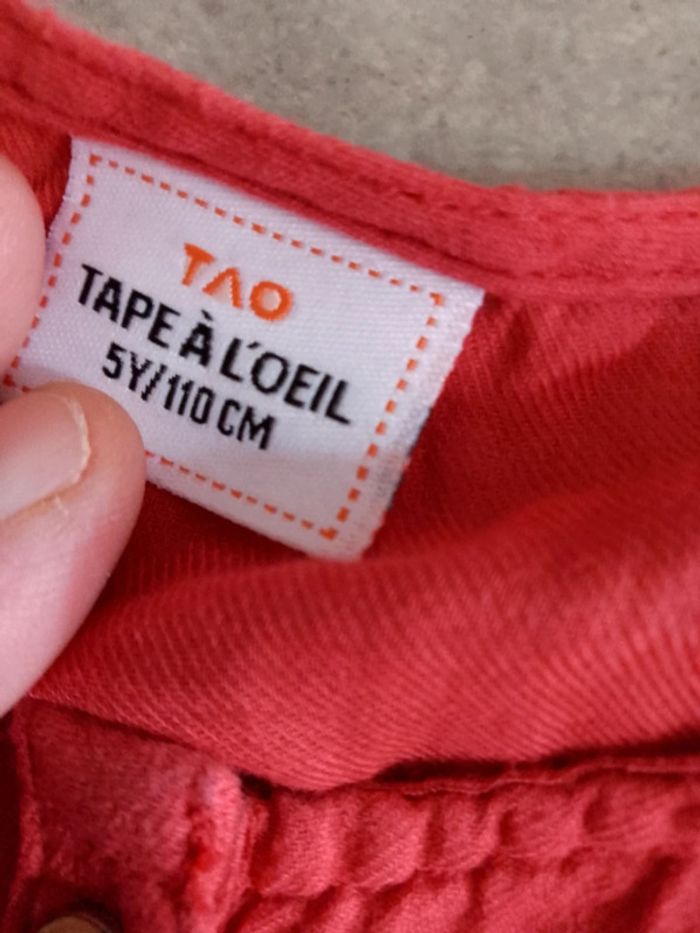 TAO
TAPE À L'OEIL
5Y/110 CM